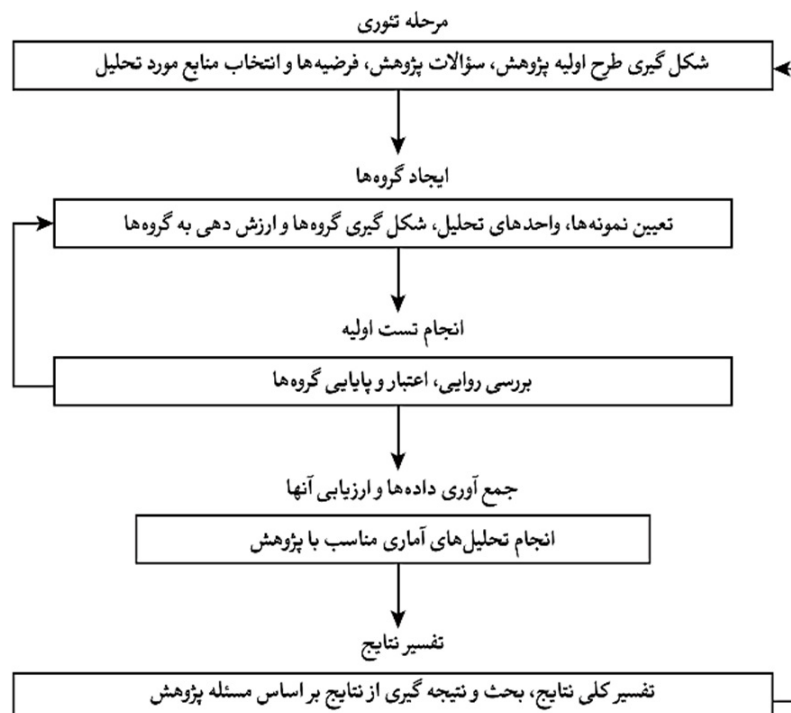 مرحله تئوری
شکل گیری طرح اولیه پژوهش، سؤالات پژوهش، فرضیه‌ها و انتخاب منابع مورد تحلیل
ایجاد گروه‌ها
تعیین نمونه‌ها، واحدهای تحلیل، شکل گیری گروه‌ها و ارزش دهی به گروه‌ها
انجام تست اولیه
بررسی روایی، اعتبار و پایایی گروه‌ها
جمع آوری داده‌ها و ارزیابی آنها
انجام تحلیل‌های آماری مناسب با پژوهش
تفسیر نتایج
تفسیر کلی نتایج، بحث و نتیجه گیری از نتایج بر اساس مسئله پژوهش